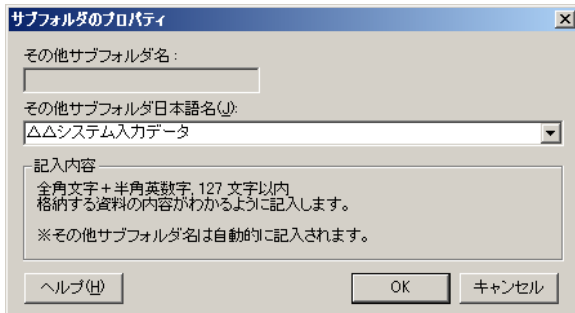 サブフォルダのプロパティ
その他サブフォルダ名：
その他サブフォルダ日本語名(J):
△△システム入力データ
記入内容
全角文字＋半角英数字, 127 文字以内
格納する資料の内容がわかるように記入します。
※その他サブフォルダ名は自動的に記入されます。
ヘルプ(H)
OK
キャンセル